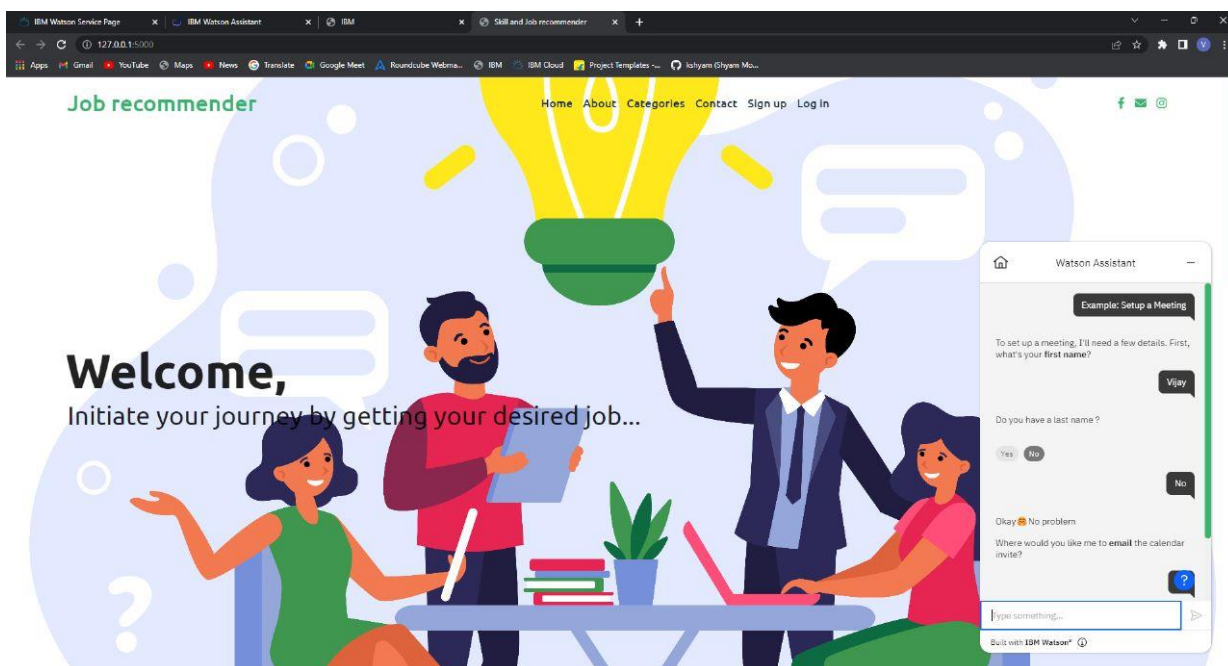 IBM Watson Service Page
IBM Watson Assistant
IBM
Skill and Job recommender
127.0.0.1:5000
Apps Gmail YouTube Maps News Translate Google Meet Roundcube Webma... IBM IBM Cloud Project Templates -...
Job recommender
Home About Categories Contact Sign up Log in
Welcome,
Initiate your journey by getting your desired job...
?
Watson Assistant
Example: Setup a Meeting
To set up a meeting, I'll need a few details. First,
what's your first name?
Vijay
Do you have a last name ?
Yes No
No
Okay🤗 No problem
Where would you like me to email the calendar
invite?
?
Type something...
Built with IBM Watson®